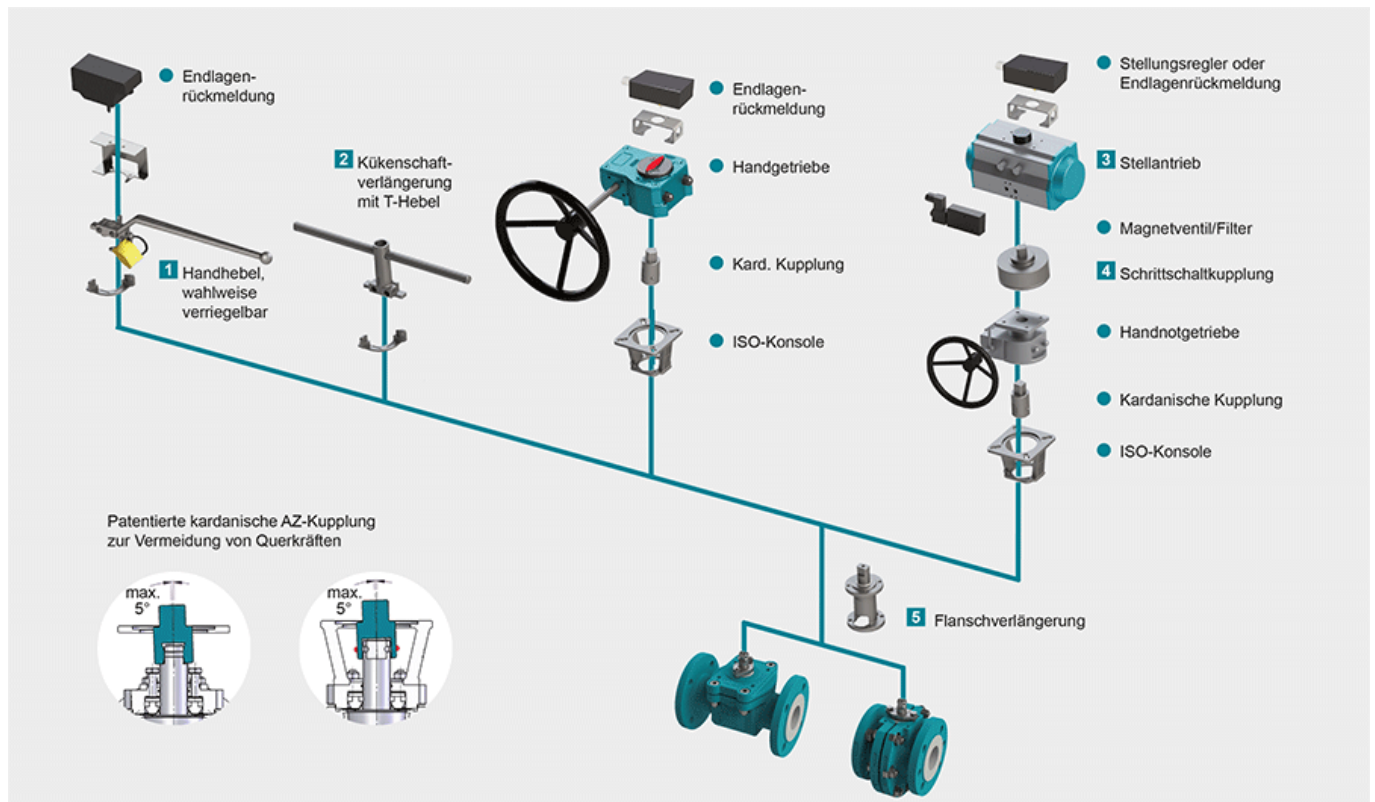 Endlagen-
rückmeldung
1 Handhebel,
wahlweise
verriegelbar
2 Kükenschaft-
verlängerung
mit T-Hebel
Endlagen-
rückmeldung
Handgetriebe
Kard. Kupplung
ISO-Konsole
Stellungsregler oder
Endlagenrückmeldung
3 Stellantrieb
Magnetventil/Filter
4 Schrittschaltkupplung
Handnotgetriebe
Kardanische Kupplung
ISO-Konsole
Patentierte kardanische AZ-Kupplung
zur Vermeidung von Querkräften
max.
5°
max.
5°
5 Flanschverlängerung